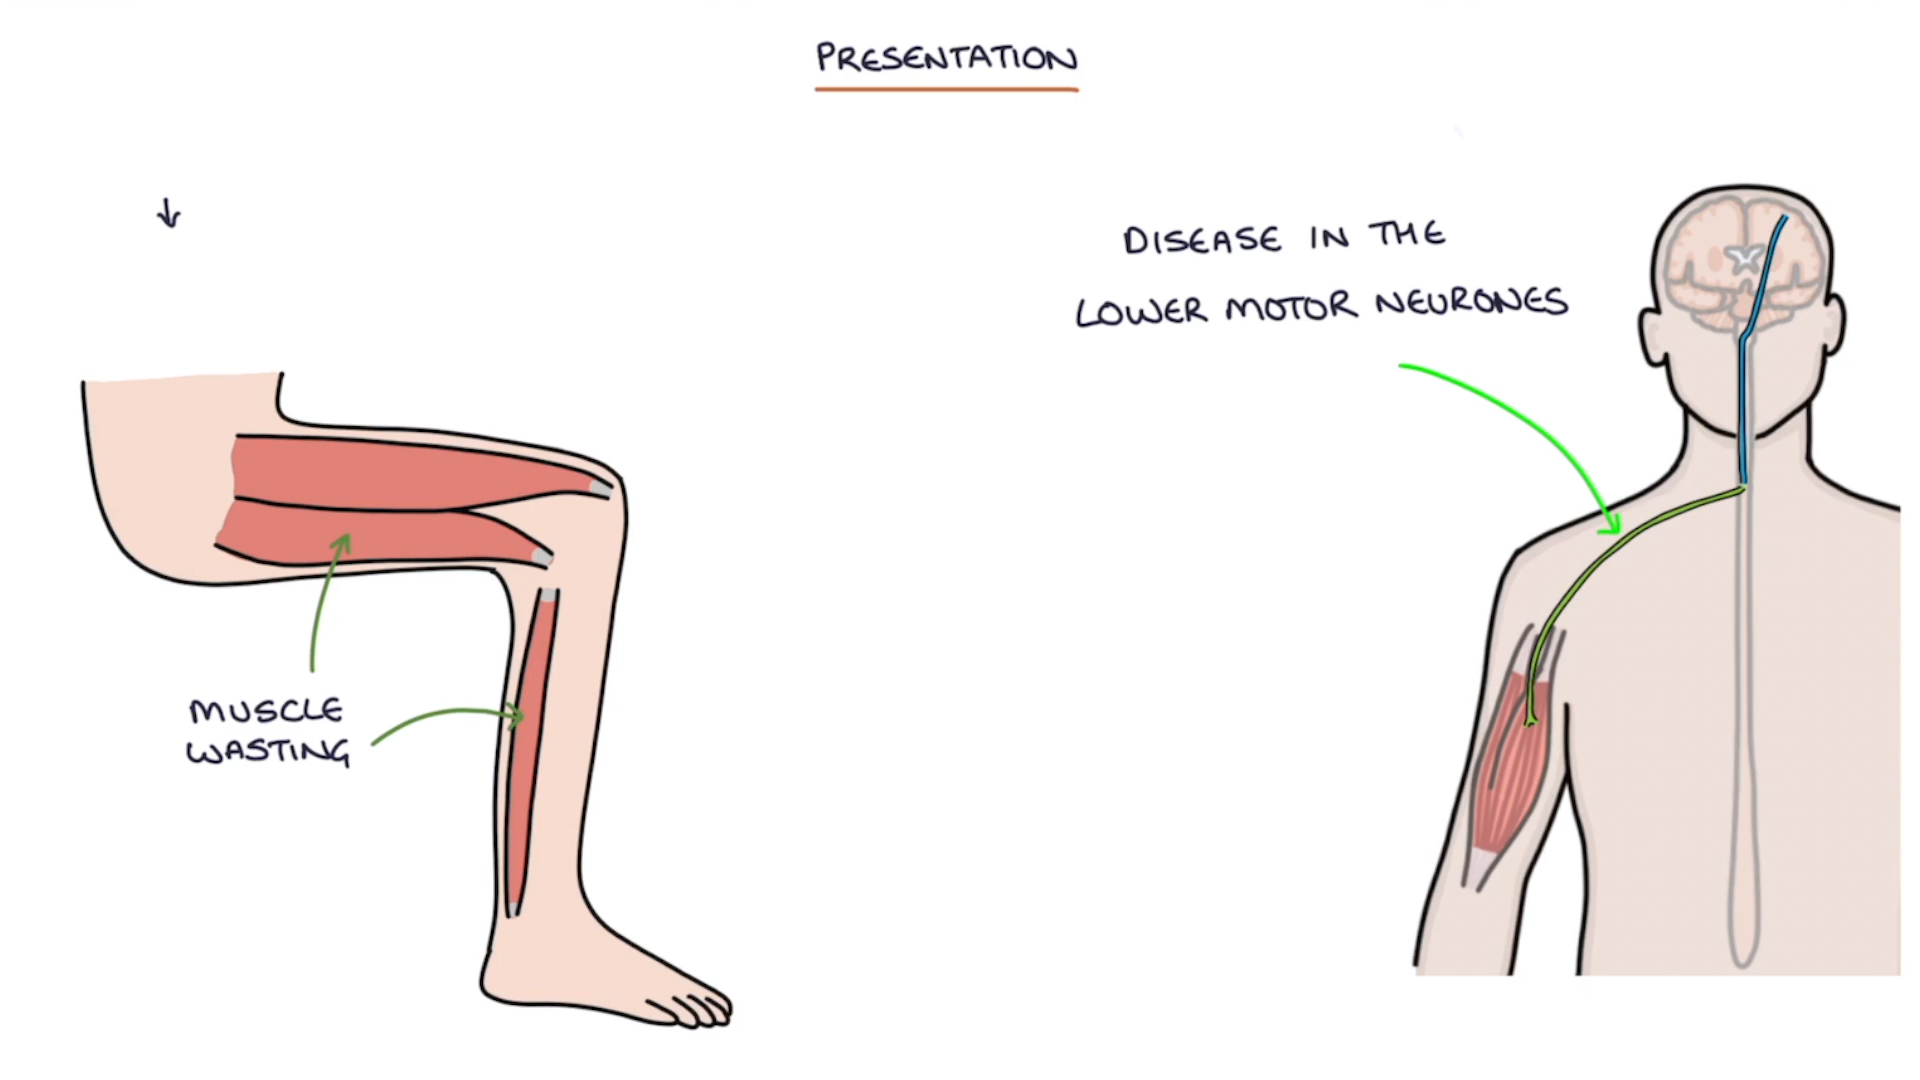 PRESENTATION
↓
DISEASE IN THE
LOWER MOTOR NEURONES
MUSCLE
WASTING